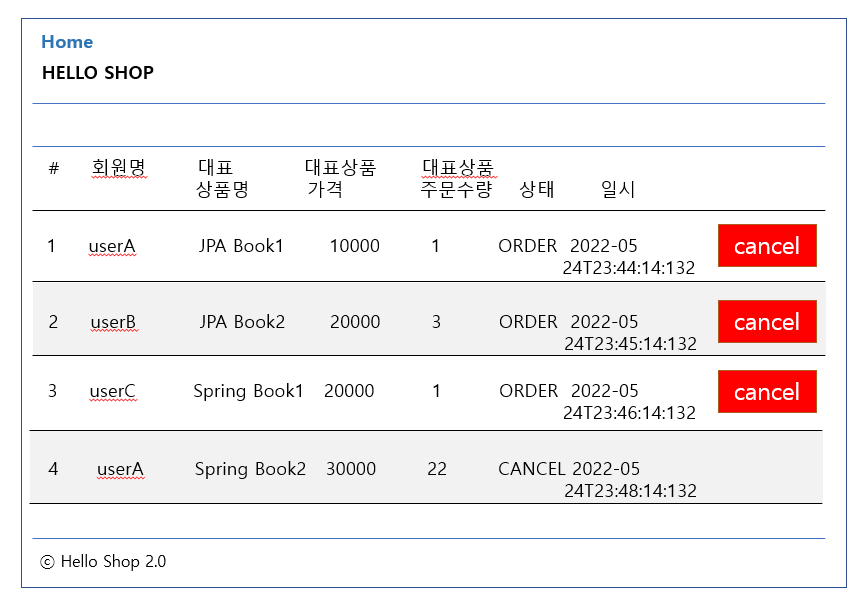 Home
HELLO SHOP
# 회원명 대표 대표상품 대표상품
상품명 가격 주문수량 상태 일시
1 userA JPA Book1 10000 1 ORDER 2022-05 cancel
24T23:44:14:132
2 userB JPA Book2 20000 3 ORDER 2022-05 cancel
24T23:45:14:132
3 userC Spring Book1 20000 1 ORDER 2022-05 cancel
24T23:46:14:132
4 userA Spring Book2 30000 22 CANCEL 2022-05
24T23:48:14:132
ⓒ Hello Shop 2.0